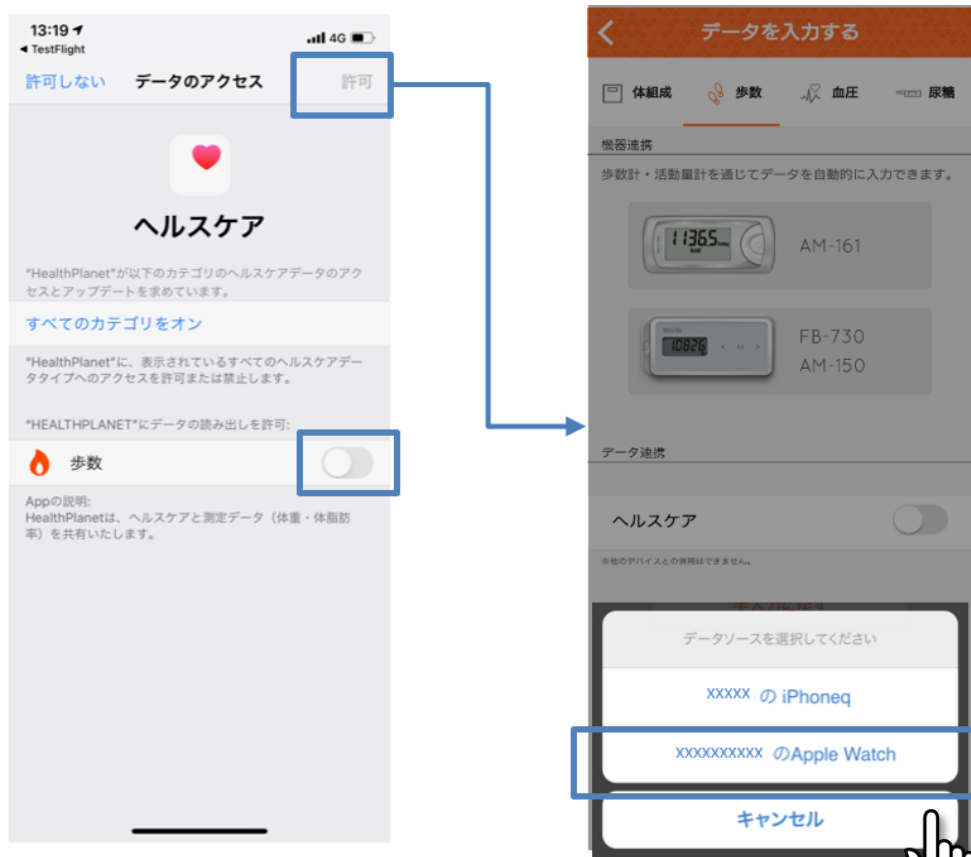 13:19
4G
◀ TestFlight
許可しない
データのアクセス
許可
ヘルスケア
"HealthPlanet"が以下のカテゴリのヘルスケアデータのアク
セスとアップデートを求めています。
すべてのカテゴリをオン
"HealthPlanet"に、表示されているすべてのヘルスケアデー
タタイプへのアクセスを許可または禁止します。
"HEALTHPLANET"にデータの読み出しを許可:
歩数
Appの説明:
HealthPlanetは、ヘルスケアと測定データ（体重・体脂肪
率）を共有いたします。
データを入力する
体組成
歩数
血圧
尿糖
機器連携
歩数計・活動量計を通じてデータを自動的に入力できます。
11365
AM-161
10826
FB-730
AM-150
データ連携
ヘルスケア
※他のデバイスとの併用はできません。
データソースを選択してください
xxxxx の iPhoneq
xxxxxxxxxx のApple Watch
キャンセル